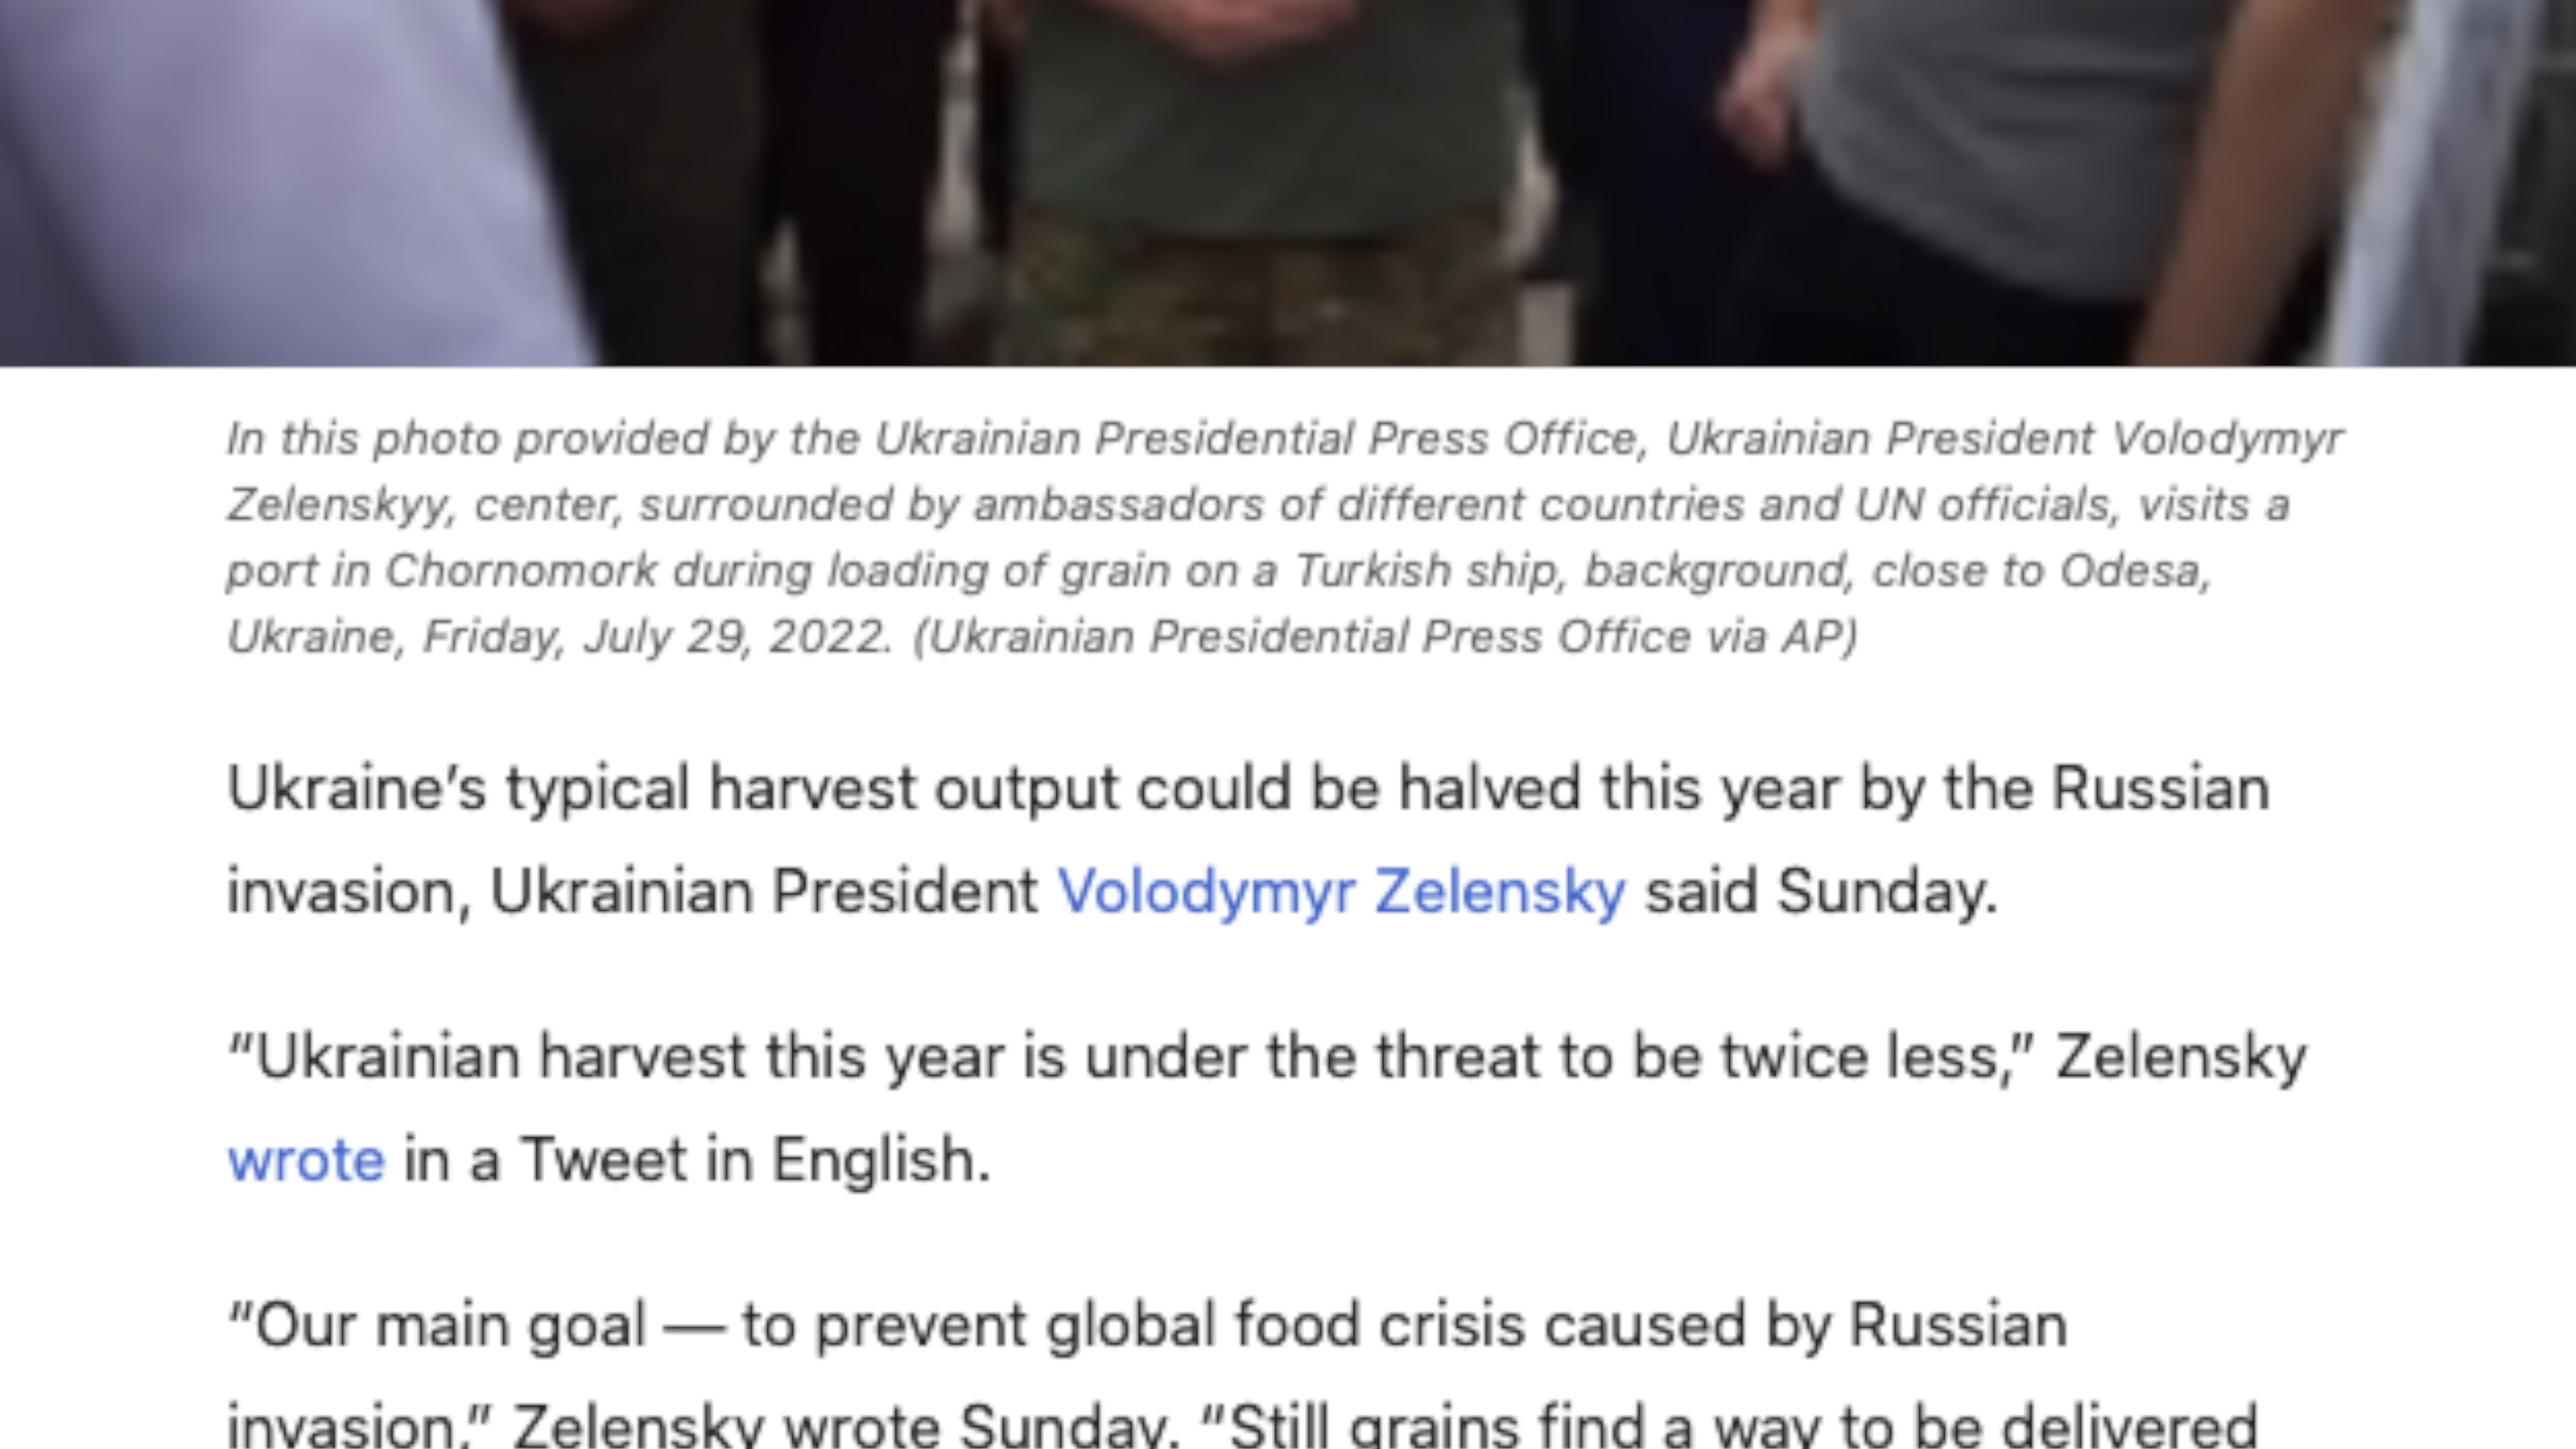 In this photo provided by the Ukrainian Presidential Press Office, Ukrainian President Volodymyr
Zelenskyy, center, surrounded by ambassadors of different countries and UN officials, visits a
port in Chornomork during loading of grain on a Turkish ship, background, close to Odesa,
Ukraine, Friday, July 29, 2022. (Ukrainian Presidential Press Office via AP)
Ukraine’s typical harvest output could be halved this year by the Russian
invasion, Ukrainian President Volodymyr Zelensky said Sunday.
“Ukrainian harvest this year is under the threat to be twice less,” Zelensky
wrote in a Tweet in English.
“Our main goal — to prevent global food crisis caused by Russian
invasion,” Zelensky wrote Sunday. “Still grains find a way to be delivered